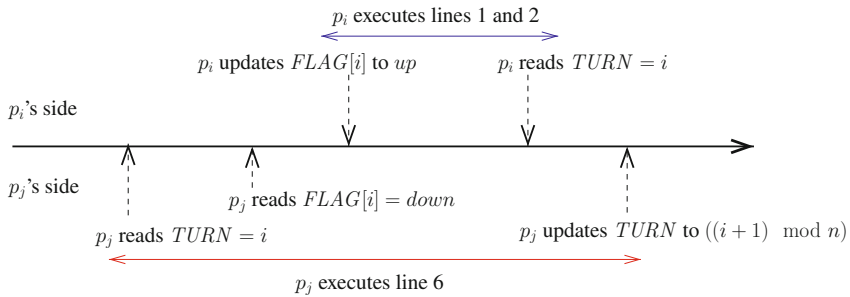 p_i executes lines 1 and 2
p_i updates FLAG[i] to up
p_i reads TURN = i
p_i's side
p_j's side
p_j reads FLAG[i] = down
p_j reads TURN = i
p_j updates TURN to ((i + 1) mod n)
p_j executes line 6